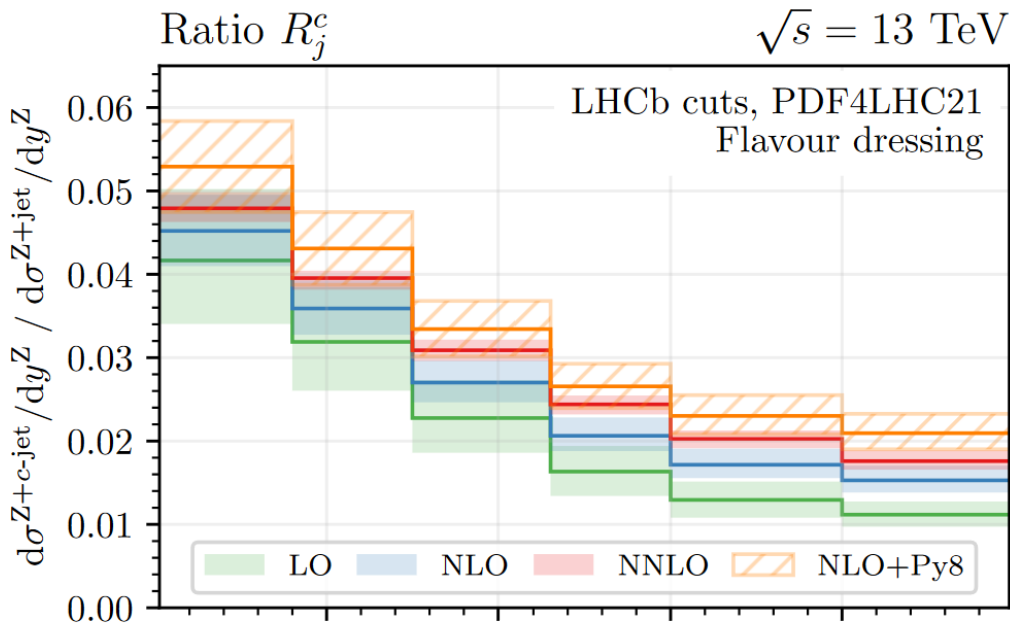 Ratio $R_j^c$
$\sqrt{s} = 13$ TeV
LHCb cuts, PDF4LHC21
Flavour dressing
dσ^{Z+c-jet}/dy^Z / dσ^{Z+jet}/dy^Z
0.06
0.05
0.04
0.03
0.02
0.01
0.00
LO NLO NNLO NLO+Py8